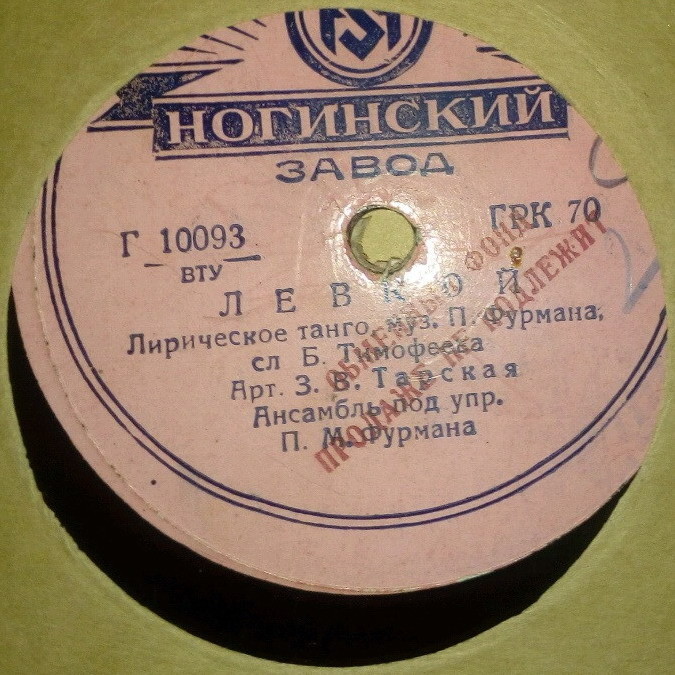 НОГИНСКИЙ
ЗАВОД
Г 10093 ГРК 70
ВТУ
ЛЕВКОЙ
Лирическое танго, муз. П. Фурмана,
сл Б. Тимофеева
Арт. З. В. Тарская
Ансамбль под упр.
П. М. Фурмана
ФОНД
ПРОДАЖЕ НЕ ПОДЛЕЖИТ